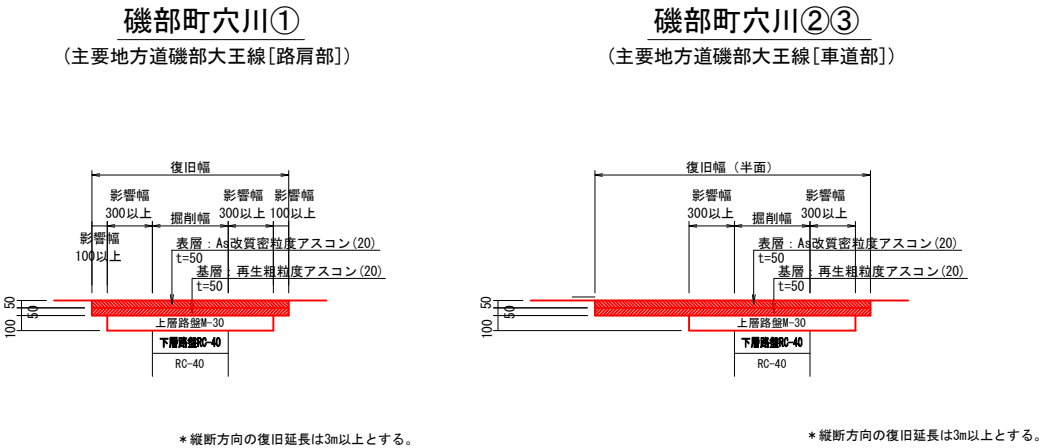 磯部町穴川①
(主要地方道磯部大王線[路肩部])
復旧幅
影響幅
300以上
掘削幅
影響幅
300以上
影響幅
100以上
影響幅
100以上
表層：As改質密粒度アスコン(20)
t=50
基層：再生粗粒度アスコン(20)
t=50
50
50
100
上層路盤M-30
下層路盤RC-40
RC-40
＊縦断方向の復旧延長は3m以上とする。
磯部町穴川②③
(主要地方道磯部大王線[車道部])
復旧幅（半面）
影響幅
300以上
掘削幅
影響幅
300以上
表層：As改質密粒度アスコン(20)
t=50
基層：再生粗粒度アスコン(20)
t=50
50
50
100
上層路盤M-30
下層路盤RC-40
RC-40
＊縦断方向の復旧延長は3m以上とする。